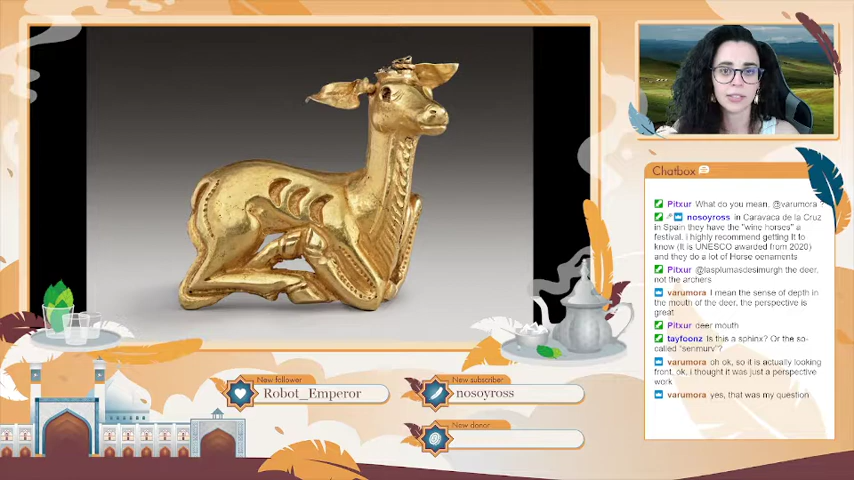 Chatbox
Pitxur What do you mean, @varumora ?
nosoyross in Caravaca de la Cruz
in Spain they have the "wine horses" a
festival. i highly recommend getting It to
know (It is UNESCO awarded from 2020)
and they do a lot of Horse oenaments
Pitxur @lasplumasdesimurgh the deer,
not the archers
varumora I mean the sense of depth in
the mouth of the deer, the perspective is
great
Pitxur deer mouth
tayfoonz Is this a sphinx? Or the so-
called "senmurv"?
varumora oh ok, so it is actually looking
front, ok, i thought it was just a perspective
work
varumora yes, that was my question
New follower
Robot_Emperor
New subscriber
nosoyross
New donor